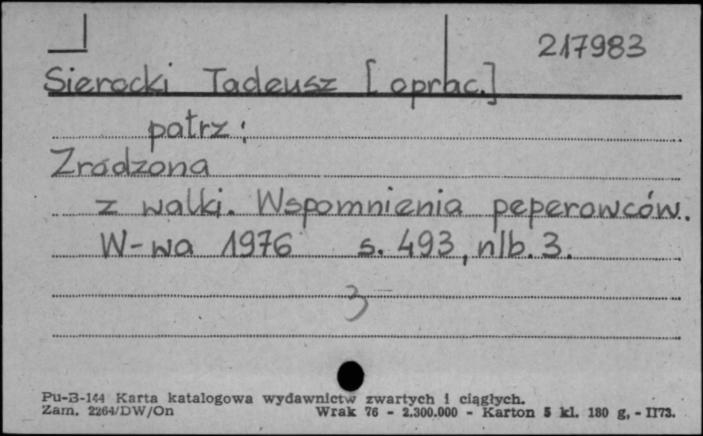 217983
Sierocki Tadeusz [oprac.]
patrz:
Zrodzona
z walki. Wspomnienia peperowców.
W-wa 1976 s. 493, nlb. 3.
3
Pu-B-144 Karta katalogowa wydawnictw zwartych i ciągłych.
Zam. 2264/DW/On Wrak 76 - 2.300.000 - Karton 5 kl. 180 g, - II73.